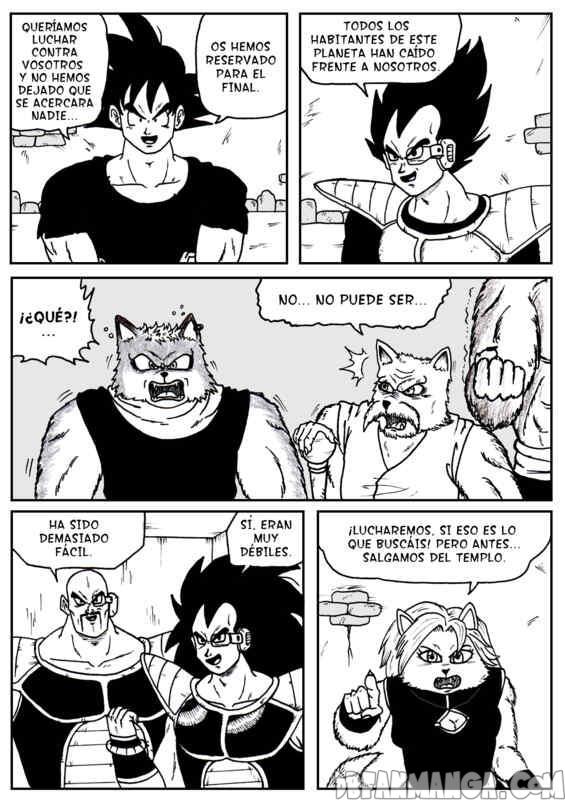 QUERÍAMOS
LUCHAR
CONTRA
VOSOTROS
Y NO HEMOS
DEJADO QUE
SE ACERCARA
NADIE...
OS HEMOS
RESERVADO
PARA EL
FINAL.
TODOS LOS
HABITANTES DE ESTE
PLANETA HAN CAÍDO
FRENTE A NOSOTROS.
¡¿QUÉ?!
...
NO... NO PUEDE SER...
HA SIDO
DEMASIADO
FÁCIL.
SÍ, ERAN
MUY
DÉBILES.
¡LUCHAREMOS, SI ESO ES LO
QUE BUSCÁIS! PERO ANTES...
SALGAMOS DEL TEMPLO.
DBFANMANGA.COM